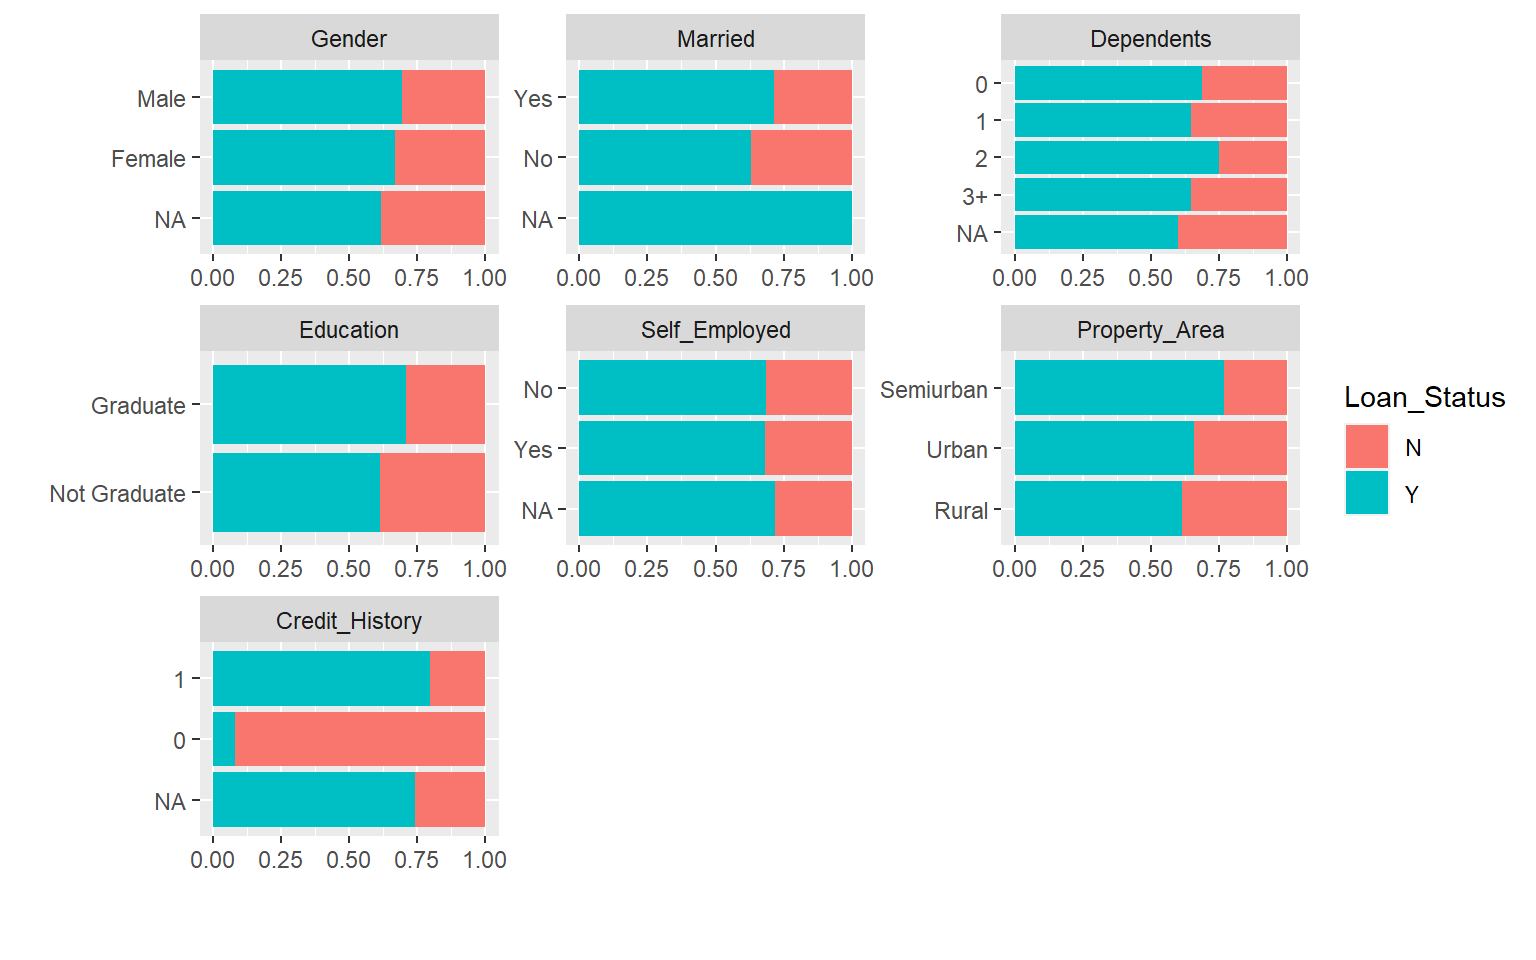 Gender
Male
Female
NA
0.00 0.25 0.50 0.75 1.00
Married
Yes
No
NA
0.00 0.25 0.50 0.75 1.00
Dependents
0
1
2
3+
NA
0.00 0.25 0.50 0.75 1.00
Education
Graduate
Not Graduate
0.00 0.25 0.50 0.75 1.00
Self_Employed
No
Yes
NA
0.00 0.25 0.50 0.75 1.00
Property_Area
Semiurban
Urban
Rural
0.00 0.25 0.50 0.75 1.00
Credit_History
1
0
NA
0.00 0.25 0.50 0.75 1.00
Loan_Status
N
Y